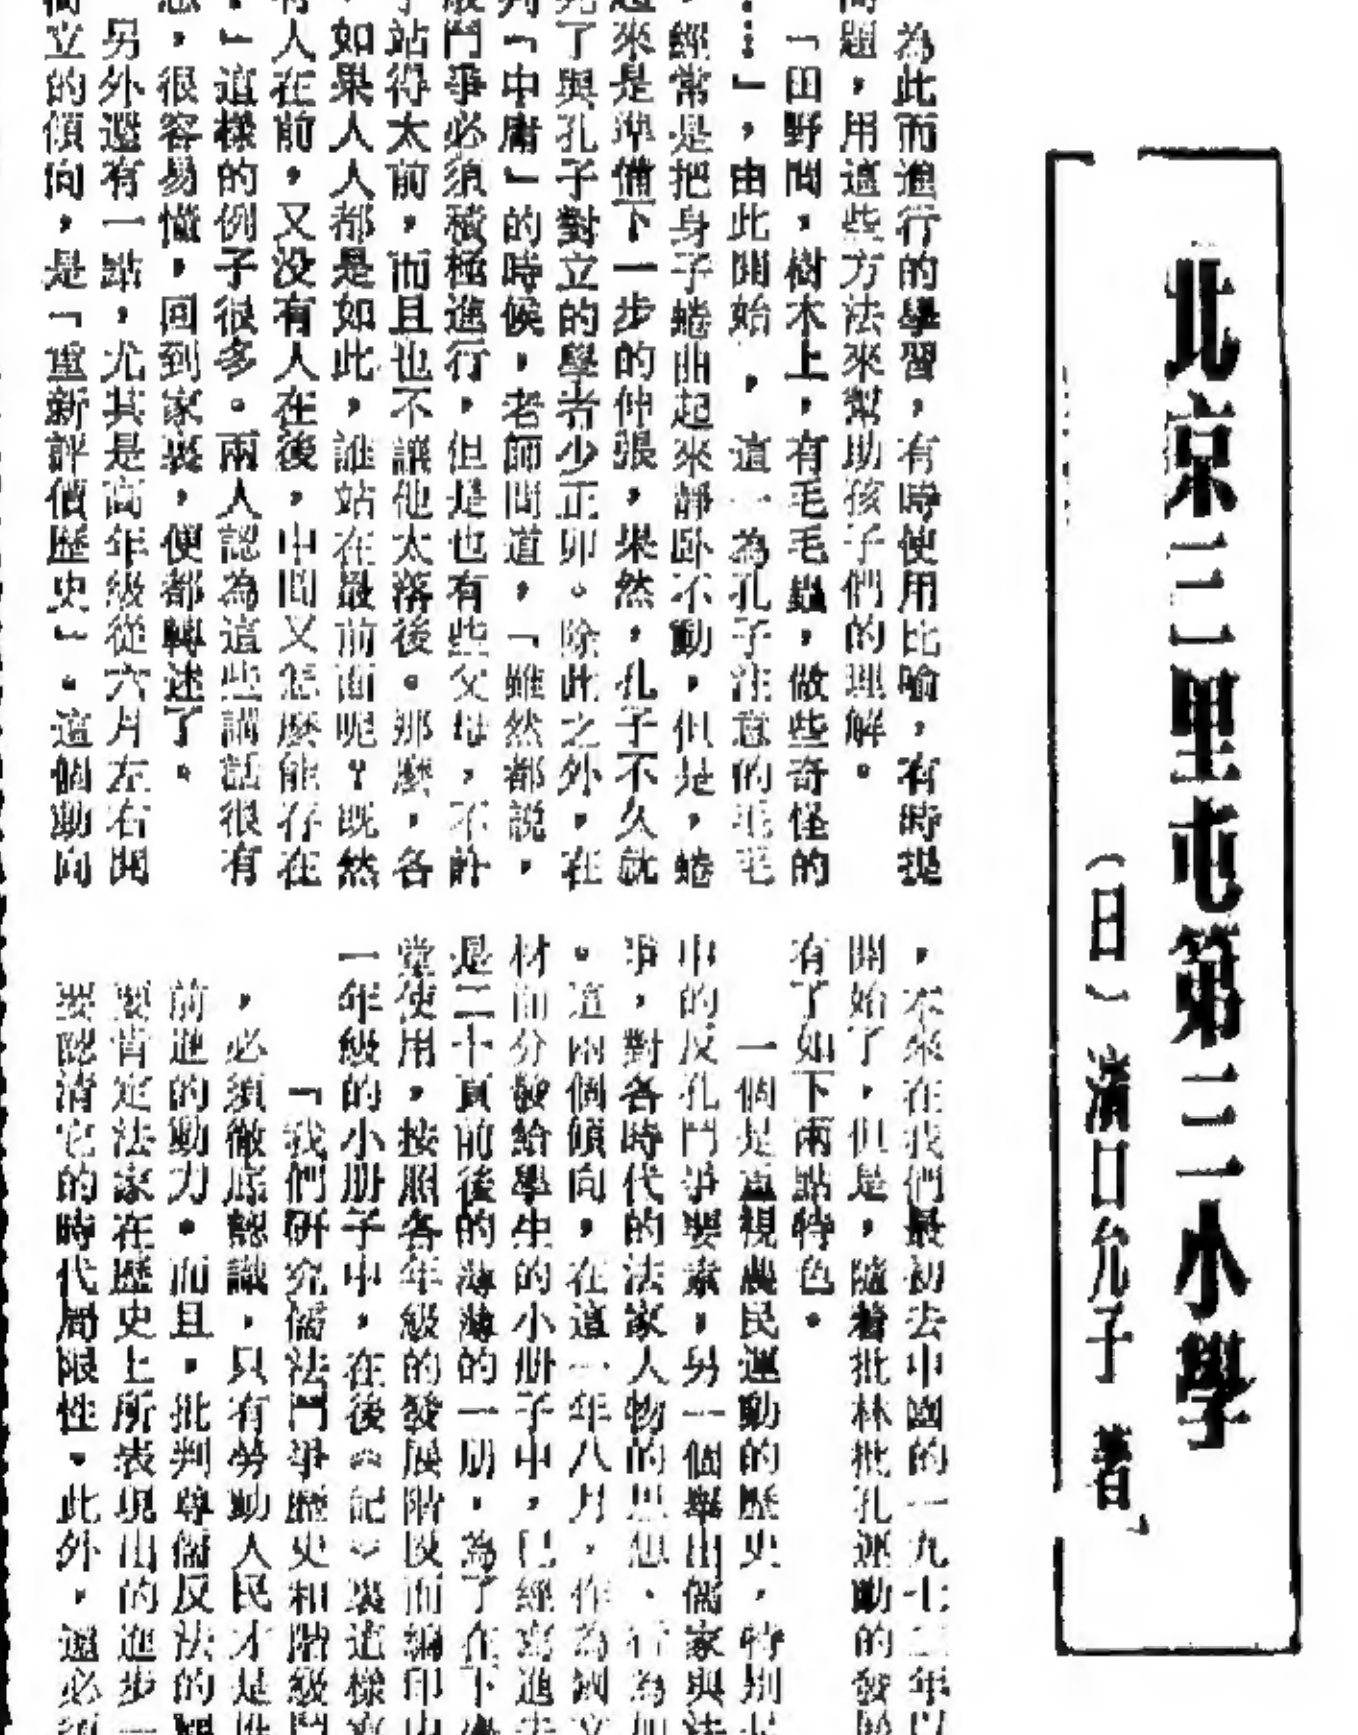 北京三里屯第三小學
（日）濱口允子 著
為此而進行的學習，有時使用比喻，有時提
問題，用這些方法來幫助孩子們的理解。
「田野間，樹木上，有毛毛蟲，做些奇怪的
…」，由此開始，這一為孔子注意的毛毛
，經常是把身子蜷曲起來靜臥不動，但是，蜷
起來是準備下一步的伸張，果然，孔子不久就
了與孔子對立的學者少正卯。除此之外，在
判「中庸」的時候，老師問道，「雖然都説，
級鬥爭必須積極進行，但是也有些父母，不許
子站得太前，而且也不讓他太落後。那麼，各
，如果人人都是如此，誰站在最前面呢？既然
有人在前，又没有人在後，中間又怎麼能存在
」這樣的例子很多。兩人認為這些講話很有
，很容易懂，回到家裏，便都轉述了。
另外還有一點，尤其是高年級從六月左右開
立的傾向，是「重新評價歷史」。這個動向
，本來在我們最初去中國的一九七三年以
開始了，但是，隨着批林批孔運動的發展
有了如下兩點特色。
一個是重視農民運動的歷史，特別是
中的反孔鬥爭要素，另一個舉出儒家與法
事，對各時代的法家人物的思想、行為加
。這兩個傾向，在這一年八月，作為國文
材而分發給學生的小册子中，已經寫進去
是二十頁前後的薄薄的一册，為了在下
堂使用，按照各年級的發展階段而編印出
一年級的小册子中，在後《記》裏這樣寫
「我們研究儒法鬥爭歷史和階級鬥
，必須徹底認識，只有勞動人民才是推
前進的動力。而且，批判尊儒反法的
要肯定法家在歷史上所表現出的進步一
要認清它的時代局限性。此外，還必須